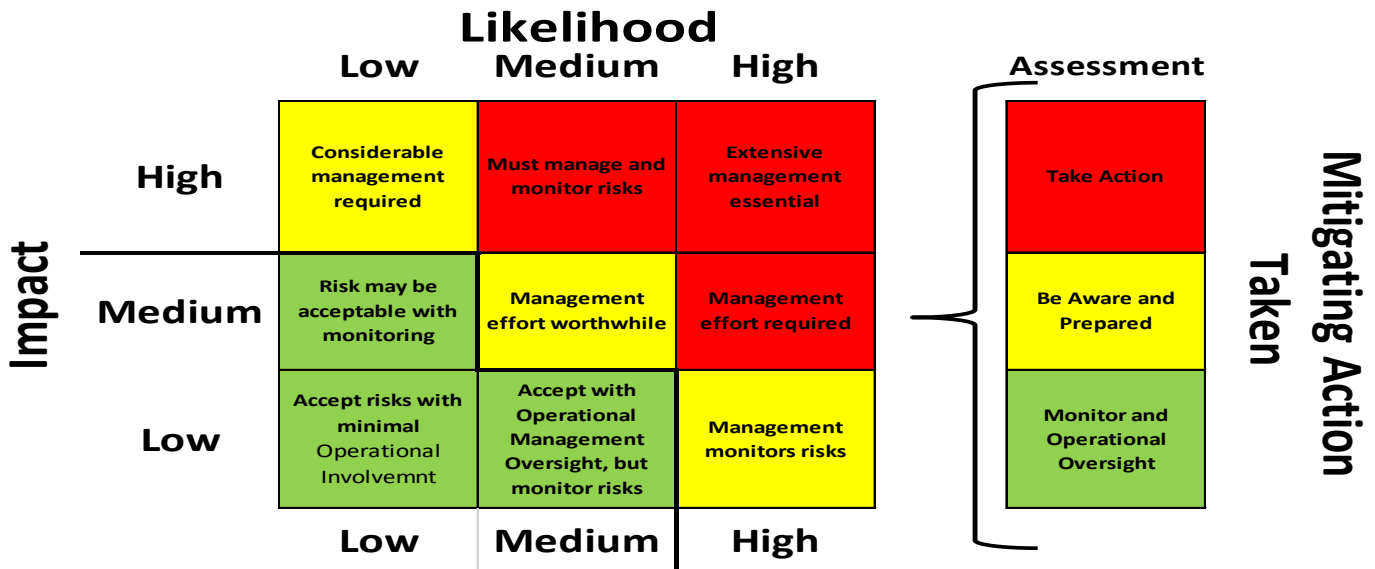 Likelihood
Low Medium High
Assessment
High
Considerable
management
required
Must manage and
monitor risks
Extensive
management
essential
Take Action
Impact
Medium
Risk may be
acceptable with
monitoring
Management
effort worthwhile
Management
effort required
Be Aware and
Prepared
Low
Accept risks with
minimal
Operational
Involvemnt
Accept with
Operational
Management
Oversight, but
monitor risks
Management
monitors risks
Monitor and
Operational
Oversight
Low Medium High
Mitigating Action
Taken